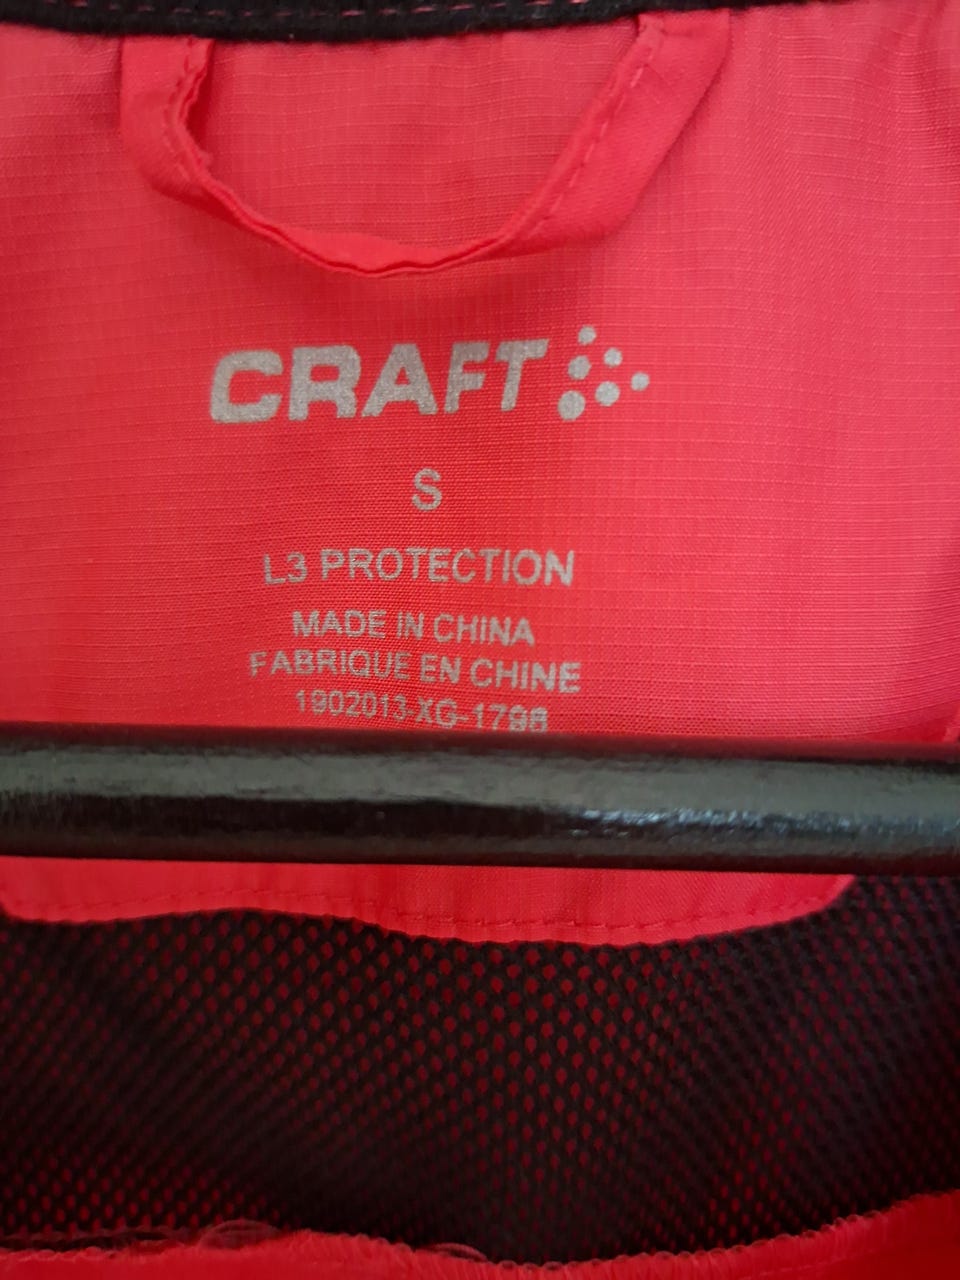 CRAFT
S
L3 PROTECTION
MADE IN CHINA
FABRIQUE EN CHINE
1902013-XG-1798